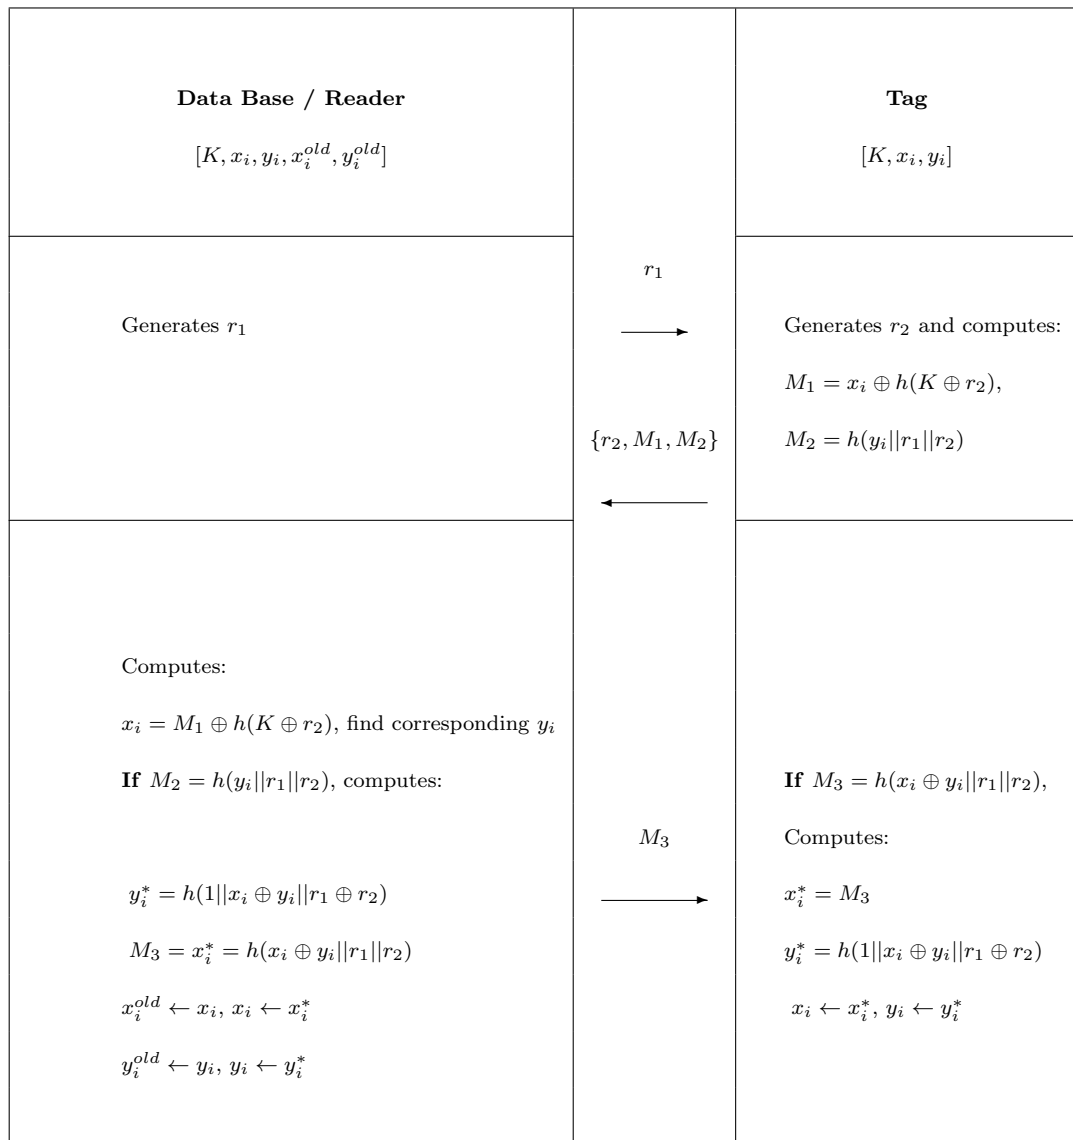 Data Base / Reader
[K, x_i, y_i, x_i^{old}, y_i^{old}]
Tag
[K, x_i, y_i]
Generates r_1
r_1
Generates r_2 and computes:
M_1 = x_i ⊕ h(K ⊕ r_2),
M_2 = h(y_i||r_1||r_2)
{r_2, M_1, M_2}
Computes:
x_i = M_1 ⊕ h(K ⊕ r_2), find corresponding y_i
If M_2 = h(y_i||r_1||r_2), computes:
y_i^* = h(1||x_i ⊕ y_i||r_1 ⊕ r_2)
M_3 = x_i^* = h(x_i ⊕ y_i||r_1||r_2)
x_i^{old} ← x_i, x_i ← x_i^*
y_i^{old} ← y_i, y_i ← y_i^*
M_3
If M_3 = h(x_i ⊕ y_i||r_1||r_2),
Computes:
x_i^* = M_3
y_i^* = h(1||x_i ⊕ y_i||r_1 ⊕ r_2)
x_i ← x_i^*, y_i ← y_i^*